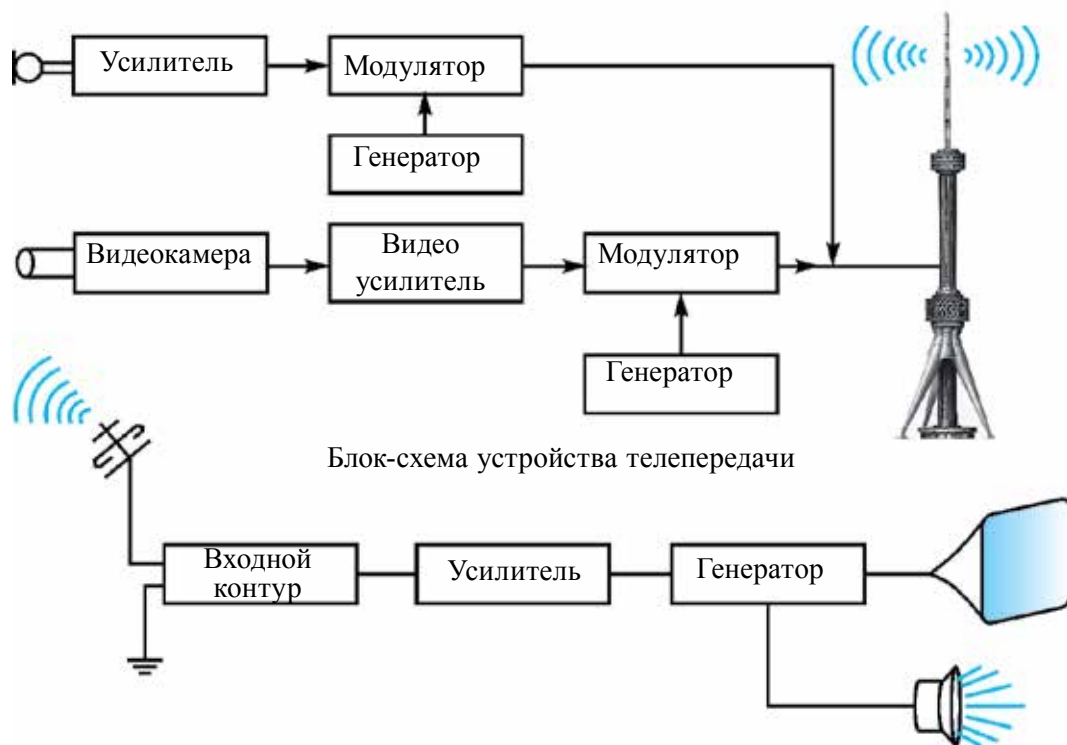 Усилитель
Модулятор
Генератор
Видеокамера
Видео
усилитель
Модулятор
Генератор
Блок-схема устройства телепередачи
Входной
контур
Усилитель
Генератор